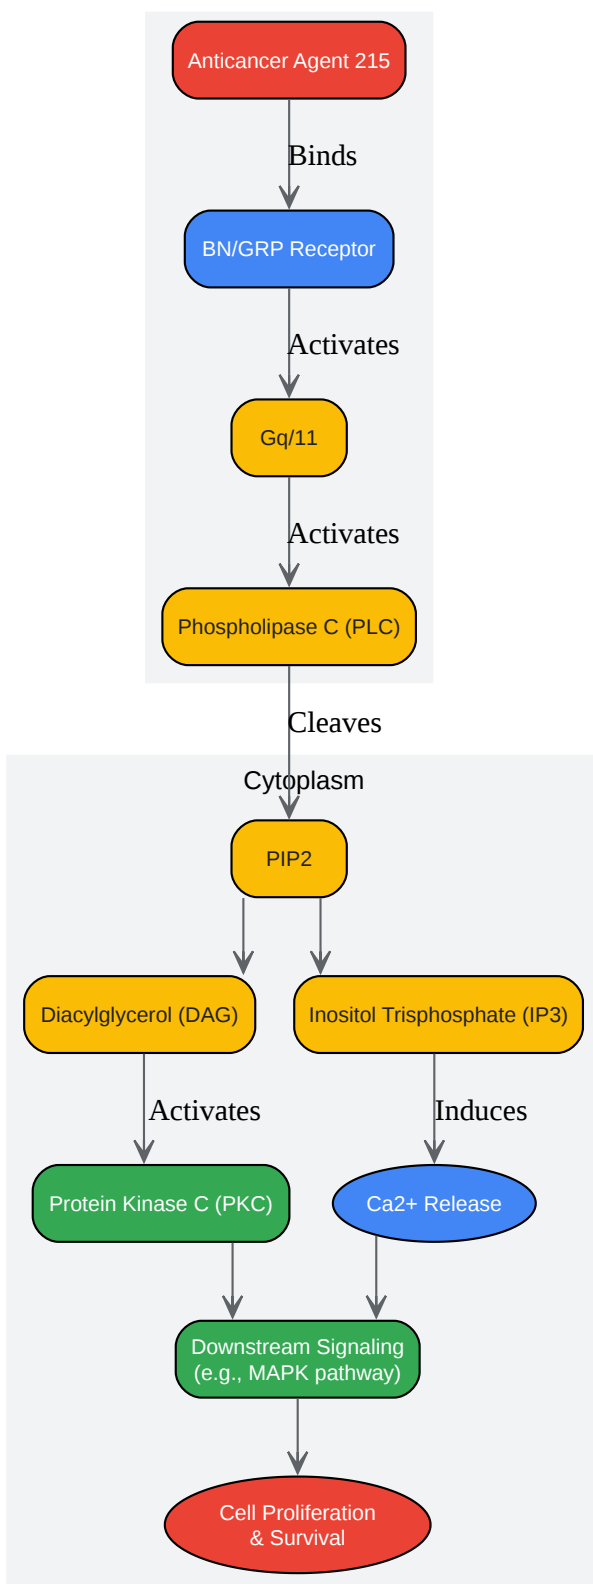 Anticancer Agent 215
Binds
BN/GRP Receptor
Activates
Gq/11
Activates
Phospholipase C (PLC)
Cleaves
Cytoplasm
PIP2
Diacylglycerol (DAG)
Inositol Trisphosphate (IP3)
Activates
Induces
Protein Kinase C (PKC)
Ca2+ Release
Downstream Signaling
(e.g., MAPK pathway)
Cell Proliferation
& Survival